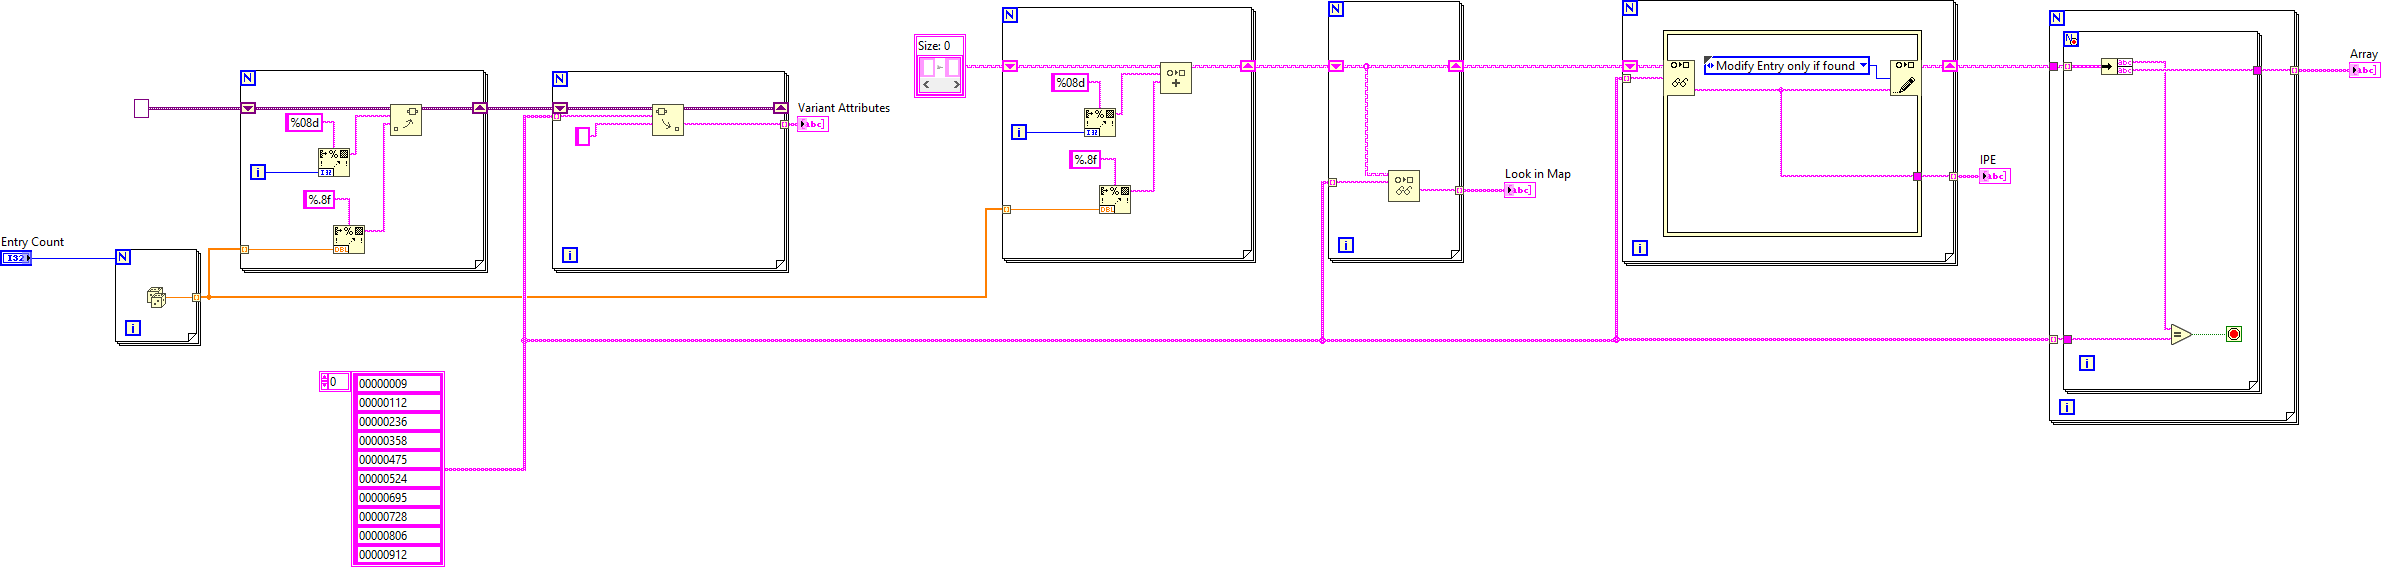 Entry Count
I32
N
i
N
%08d
I32
i
%.8f
DBL
N
i
Variant Attributes
abc
0
00000009
00000112
00000236
00000358
00000475
00000524
00000695
00000728
00000806
00000912
Size: 0
N
%08d
I32
i
%.8f
DBL
N
i
Look in Map
abc
N
Modify Entry only if found
i
IPE
abc
N
N
abc
abc
i
i
Array
abc